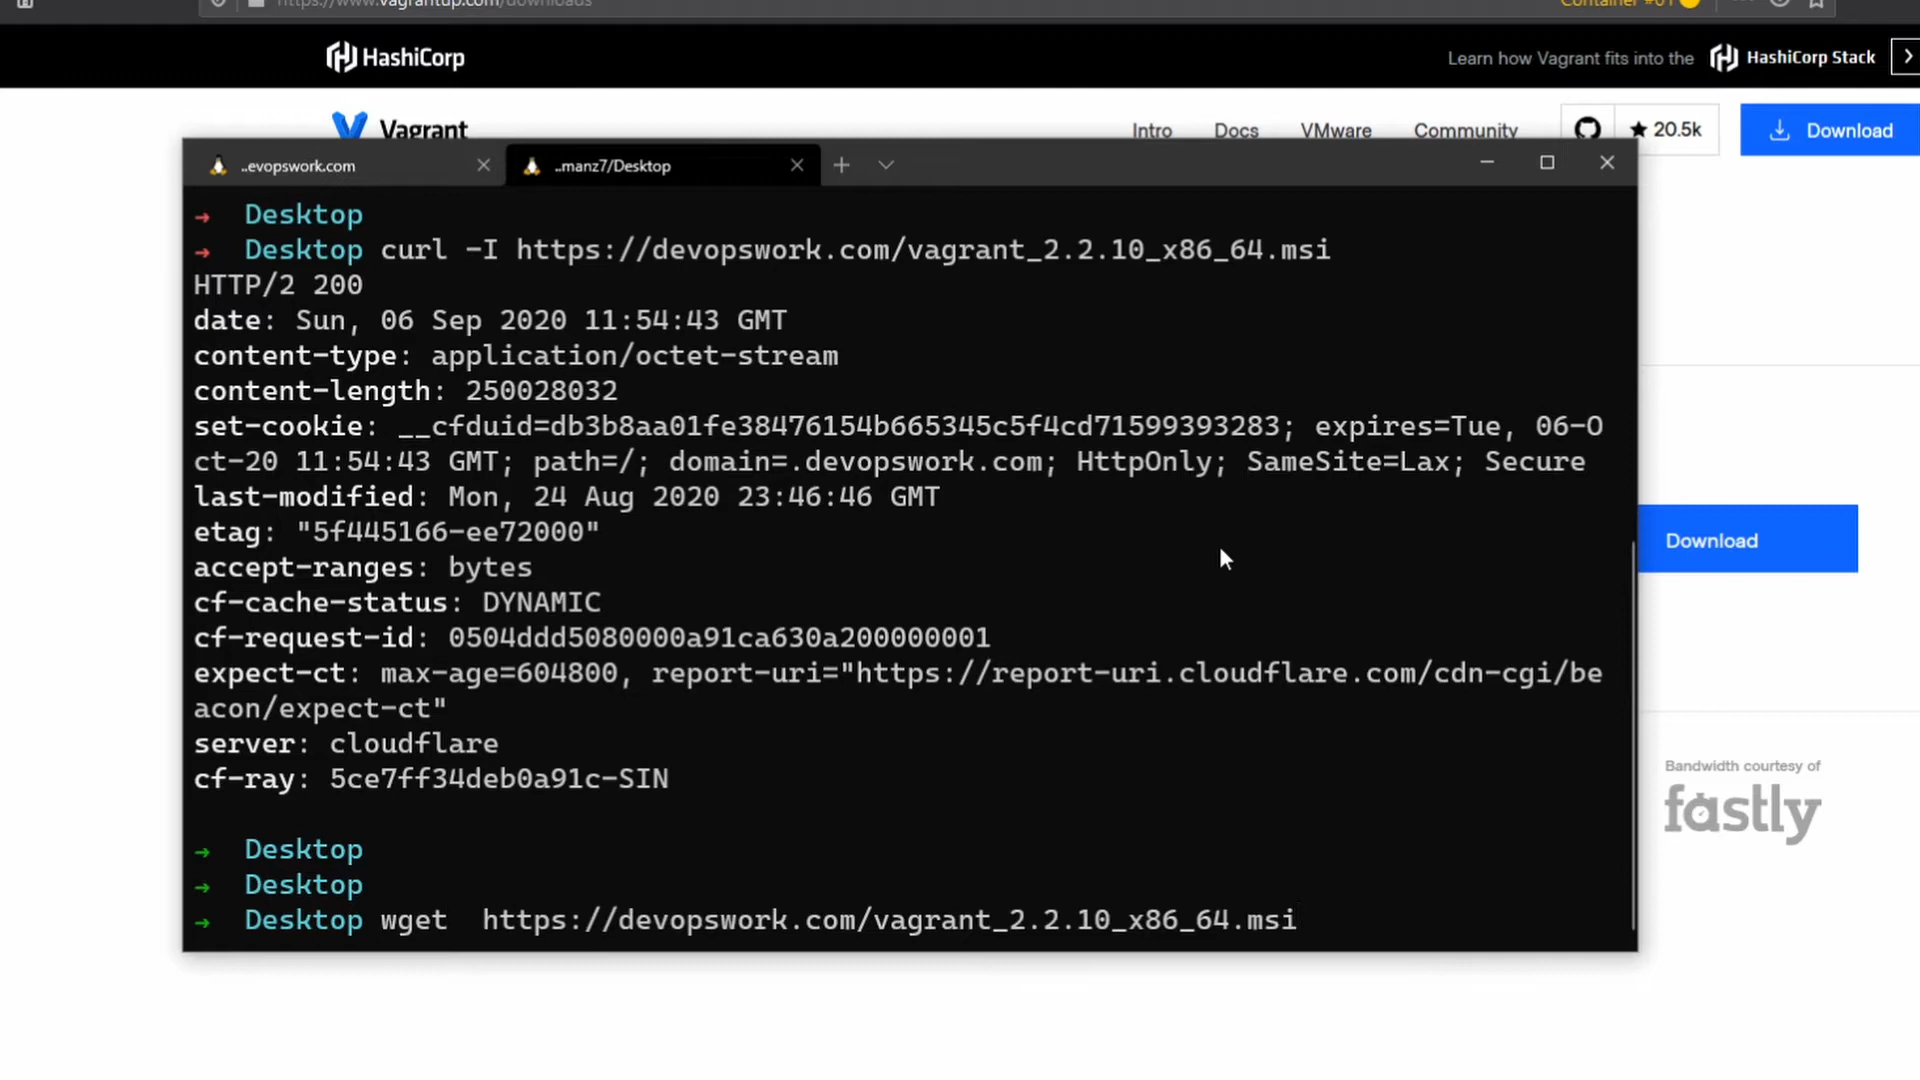 https://www.vagrantup.com/downloads
Container #01
HashiCorp
Learn how Vagrant fits into the HashiCorp Stack
Vagrant
Intro Docs VMware Community 20.5k Download
..evopswork.com
..manz7/Desktop
→ Desktop
→ Desktop curl -I https://devopswork.com/vagrant_2.2.10_x86_64.msi
HTTP/2 200
date: Sun, 06 Sep 2020 11:54:43 GMT
content-type: application/octet-stream
content-length: 250028032
set-cookie: __cfduid=db3b8aa01fe38476154b665345c5f4cd71599393283; expires=Tue, 06-O
ct-20 11:54:43 GMT; path=/; domain=.devopswork.com; HttpOnly; SameSite=Lax; Secure
last-modified: Mon, 24 Aug 2020 23:46:46 GMT
etag: "5f445166-ee72000"
accept-ranges: bytes
cf-cache-status: DYNAMIC
cf-request-id: 0504ddd5080000a91ca630a200000001
expect-ct: max-age=604800, report-uri="https://report-uri.cloudflare.com/cdn-cgi/be
acon/expect-ct"
server: cloudflare
cf-ray: 5ce7ff34deb0a91c-SIN
→ Desktop
→ Desktop
→ Desktop wget  https://devopswork.com/vagrant_2.2.10_x86_64.msi
Download
Bandwidth courtesy of
fastly